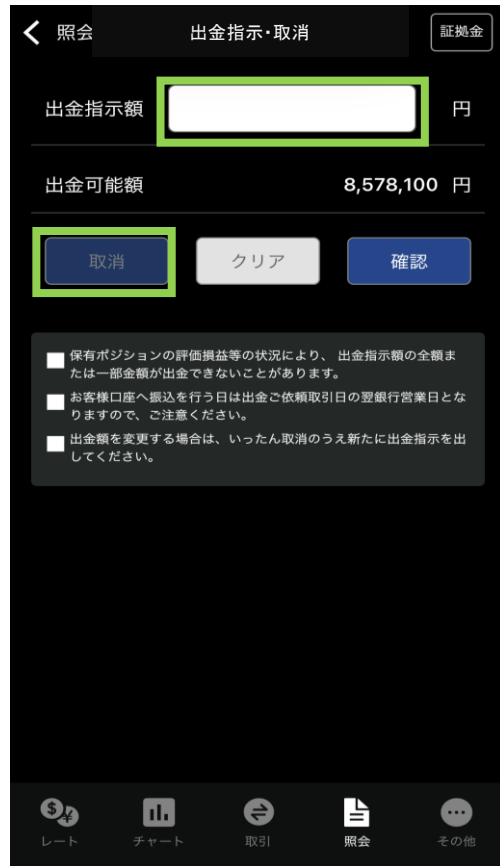 照会
出金指示・取消
証拠金
出金指示額
円
出金可能額
8,578,100 円
取消
クリア
確認
保有ポジションの評価損益等の状況により、 出金指示額の全額ま
たは一部金額が出金できないことがあります。
お客様口座へ振込を行う日は出金ご依頼取引日の翌銀行営業日とな
りますので、ご注意ください。
出金額を変更する場合は、いったん取消のうえ新たに出金指示を出
してください。
レート
チャート
取引
照会
その他